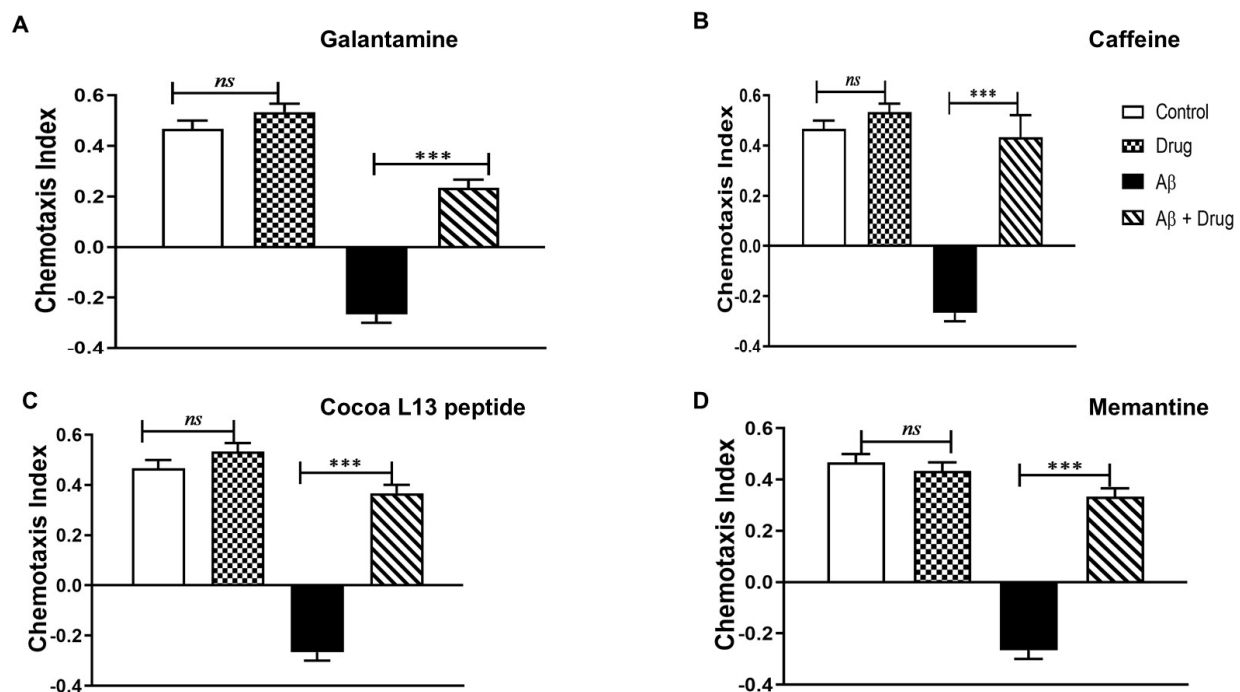 A
Galantamine
ns
***
Chemotaxis Index
0.6
0.4
0.2
0.0
-0.2
-0.4
B
Caffeine
ns
***
Chemotaxis Index
0.6
0.4
0.2
0.0
-0.2
-0.4
Control
Drug
Aβ
Aβ + Drug
C
Cocoa L13 peptide
ns
***
Chemotaxis Index
0.6
0.4
0.2
0.0
-0.2
-0.4
D
Memantine
ns
***
Chemotaxis Index
0.6
0.4
0.2
0.0
-0.2
-0.4